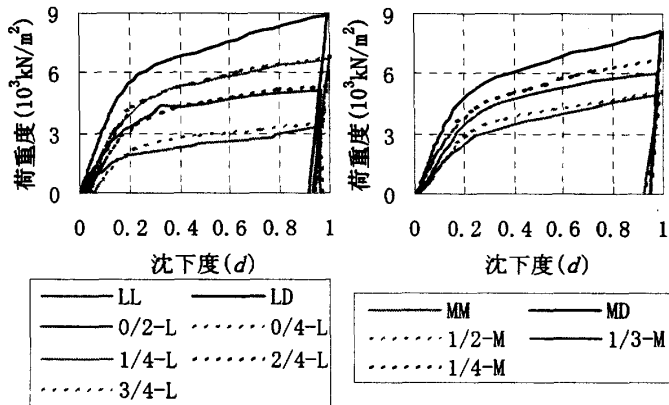 荷重度(10³kN/m²)
9
6
3
0
0 0.2 0.4 0.6 0.8 1
沈下度(d)
LL LD
0/2-L 0/4-L
1/4-L 2/4-L
3/4-L
荷重度(10³kN/m²)
9
6
3
0
0 0.2 0.4 0.6 0.8 1
沈下度(d)
MM MD
1/2-M 1/3-M
1/4-M